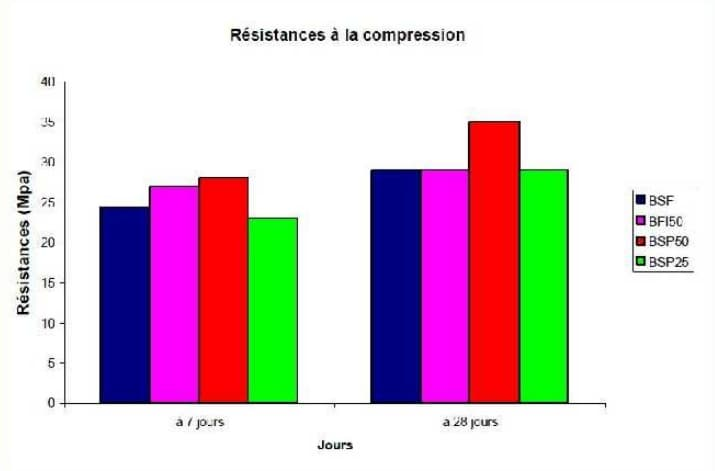 Résistances à la compression
Résistances (Mpa)
40
35
30
25
20
15
10
5
0
à 7 jours
à 28 jours
Jours
BSF
BFI50
BSP50
BSP25